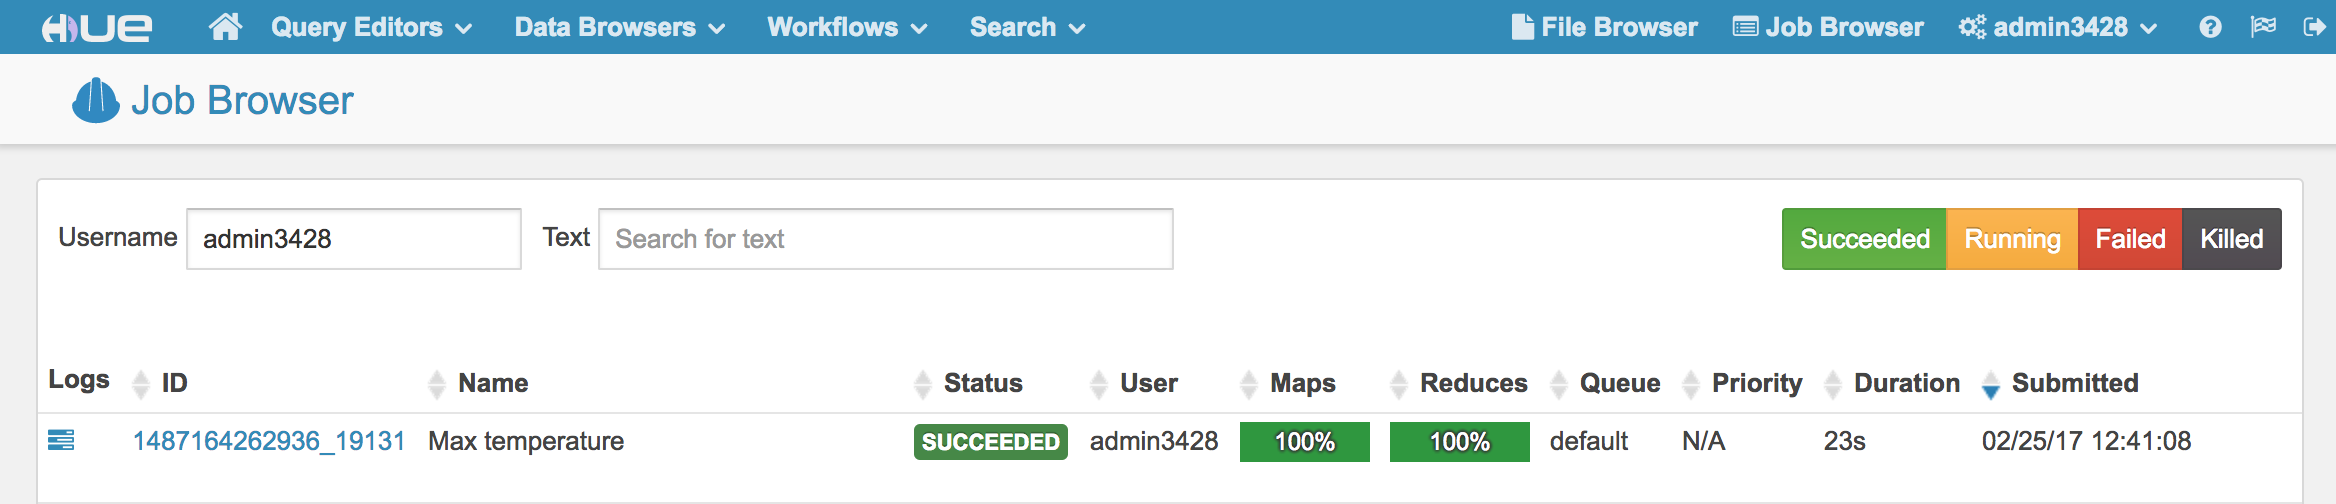 HUE Query Editors Data Browsers Workflows Search File Browser Job Browser admin3428
Job Browser
Username admin3428 Text Search for text Succeeded Running Failed Killed
Logs ID Name Status User Maps Reduces Queue Priority Duration Submitted
1487164262936_19131 Max temperature SUCCEEDED admin3428 100% 100% default N/A 23s 02/25/17 12:41:08